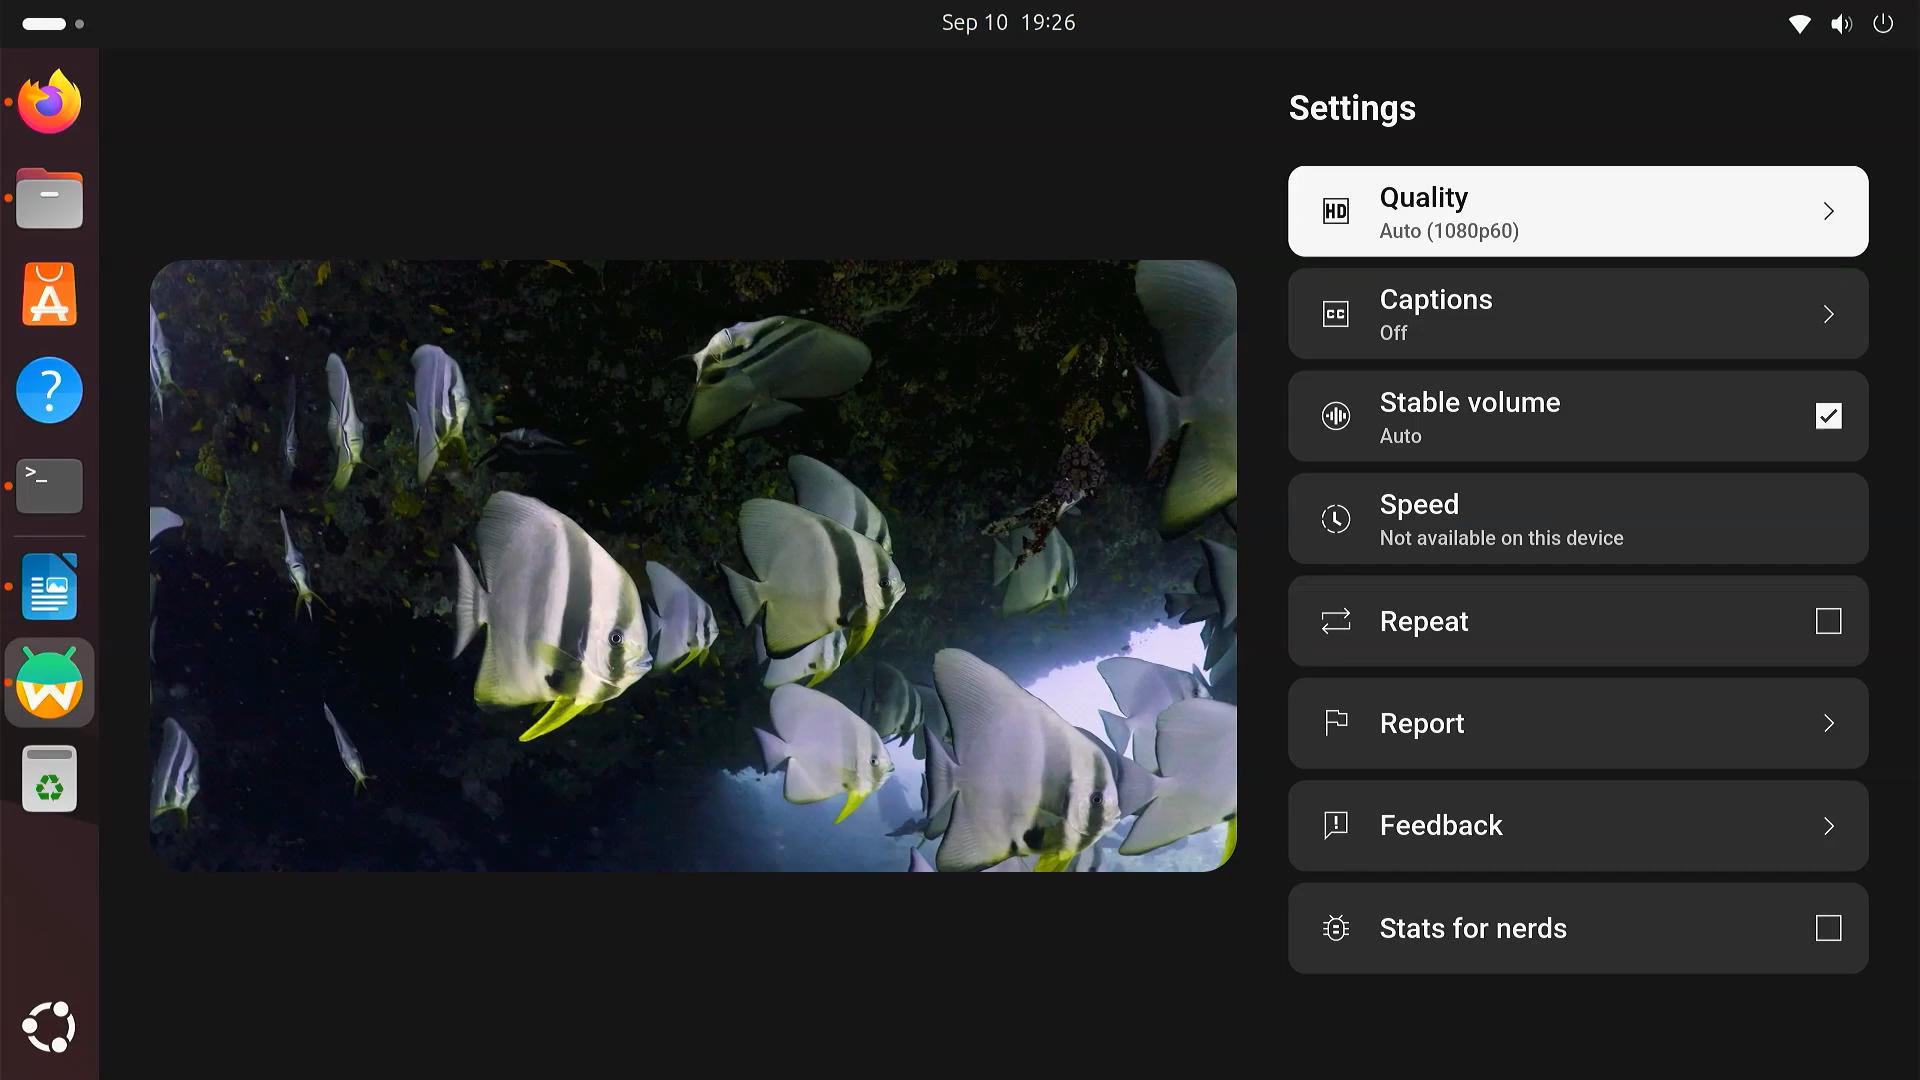 Sep 10 19:26
Settings
HD
Quality
Auto (1080p60)
CC
Captions
Off
Stable volume
Auto
Speed
Not available on this device
Repeat
Report
Feedback
Stats for nerds